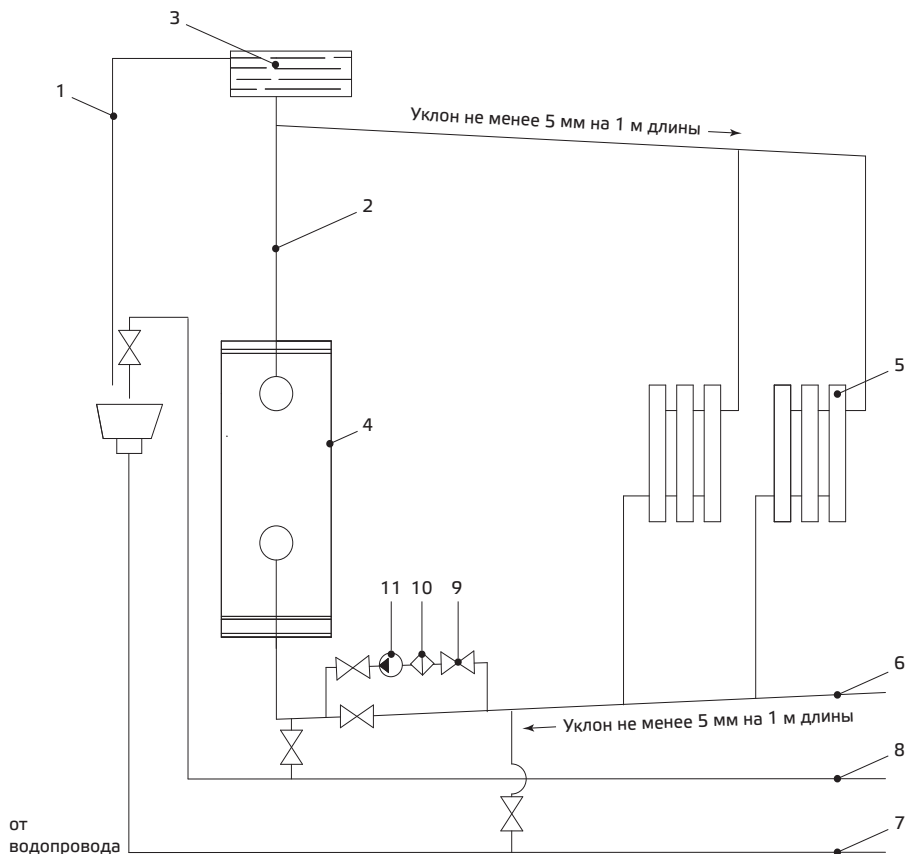 3
1
Уклон не менее 5 мм на 1 м длины
2
5
4
11 10 9
6
Уклон не менее 5 мм на 1 м длины
8
7
от
водопровода